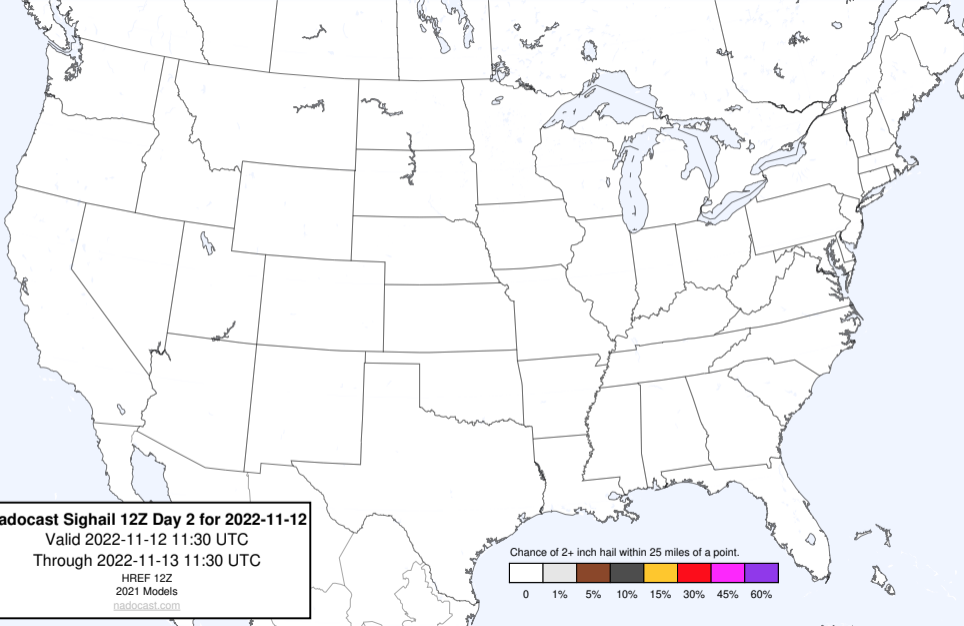 adocast Sighail 12Z Day 2 for 2022-11-12
Valid 2022-11-12 11:30 UTC
Through 2022-11-13 11:30 UTC
HREF 12Z
2021 Models
nadocast.com
Chance of 2+ inch hail within 25 miles of a point.
0 1% 5% 10% 15% 30% 45% 60%